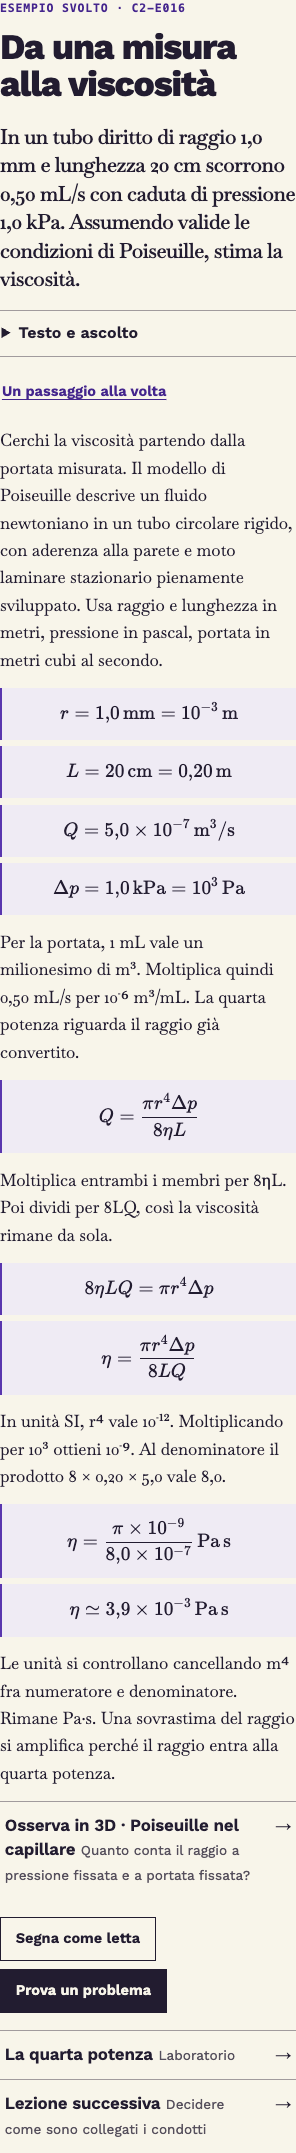 ESEMPIO SVOLTO · C2-E016
Da una misura
alla viscosità
In un tubo diritto di raggio 1,0
mm e lunghezza 20 cm scorrono
0,50 mL/s con caduta di pressione
1,0 kPa. Assumendo valide le
condizioni di Poiseuille, stima la
viscosità.
▶ Testo e ascolto
Un passaggio alla volta
Cerchi la viscosità partendo dalla
portata misurata. Il modello di
Poiseuille descrive un fluido
newtoniano in un tubo circolare rigido,
con aderenza alla parete e moto
laminare stazionario pienamente
sviluppato. Usa raggio e lunghezza in
metri, pressione in pascal, portata in
metri cubi al secondo.
r = 1,0 mm = 10⁻³ m
L = 20 cm = 0,20 m
Q = 5,0 × 10⁻⁷ m³/s
Δp = 1,0 kPa = 10³ Pa
Per la portata, 1 mL vale un
milionesimo di m³. Moltiplica quindi
0,50 mL/s per 10⁻⁶ m³/mL. La quarta
potenza riguarda il raggio già
convertito.
Q = πr⁴Δp / 8ηL
Moltiplica entrambi i membri per 8ηL.
Poi dividi per 8LQ, così la viscosità
rimane da sola.
8ηLQ = πr⁴Δp
η = πr⁴Δp / 8LQ
In unità SI, r⁴ vale 10⁻¹². Moltiplicando
per 10³ ottieni 10⁻⁹. Al denominatore il
prodotto 8 × 0,20 × 5,0 vale 8,0.
η = π × 10⁻⁹ / 8,0 × 10⁻⁷ Pa s
η ≃ 3,9 × 10⁻³ Pa s
Le unità si controllano cancellando m⁴
fra numeratore e denominatore.
Rimane Pa·s. Una sovrastima del raggio
si amplifica perché il raggio entra alla
quarta potenza.
Osserva in 3D · Poiseuille nel →
capillare Quanto conta il raggio a
pressione fissata e a portata fissata?
Segna come letta
Prova un problema
La quarta potenza Laboratorio →
Lezione successiva Decidere →
come sono collegati i condotti